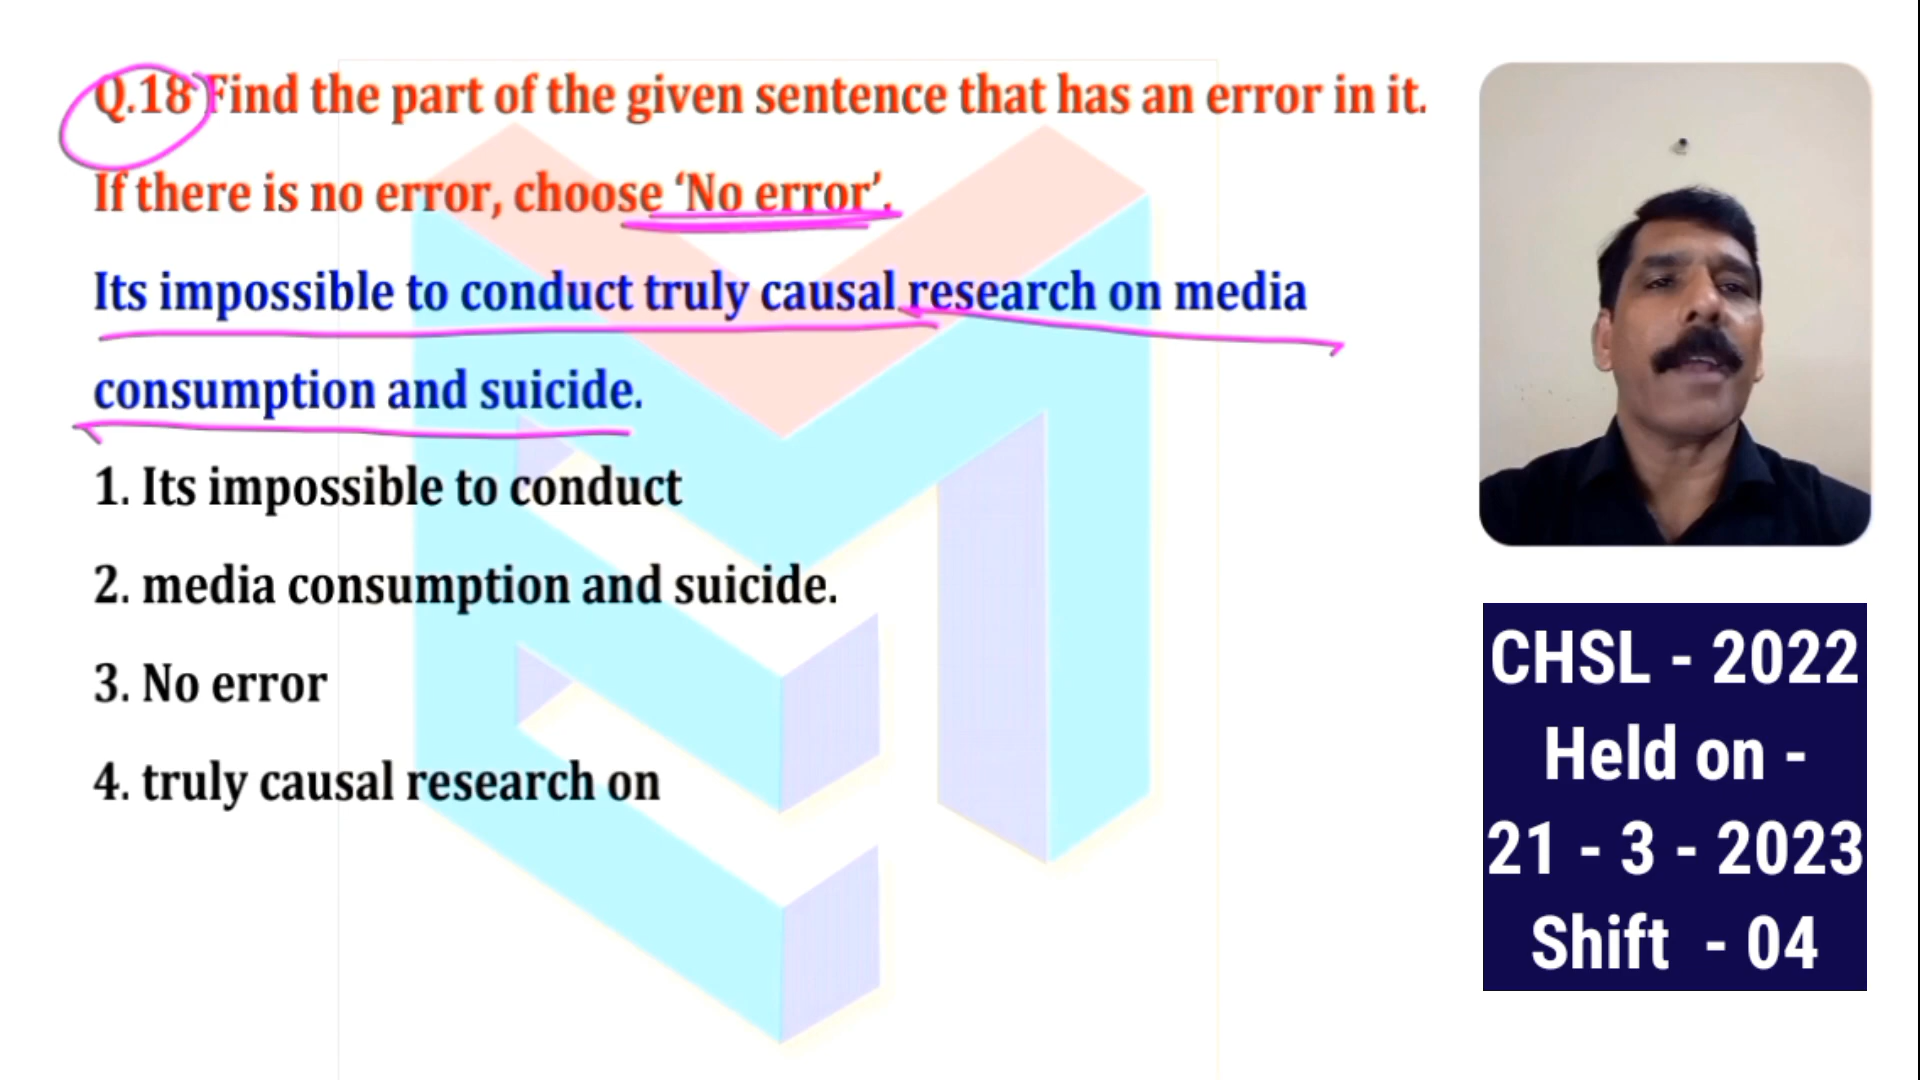 Q.18 Find the part of the given sentence that has an error in it.
If there is no error, choose ‘No error’.
Its impossible to conduct truly causal research on media
consumption and suicide.
1. Its impossible to conduct
2. media consumption and suicide.
3. No error
4. truly causal research on
CHSL - 2022
Held on -
21 - 3 - 2023
Shift - 04